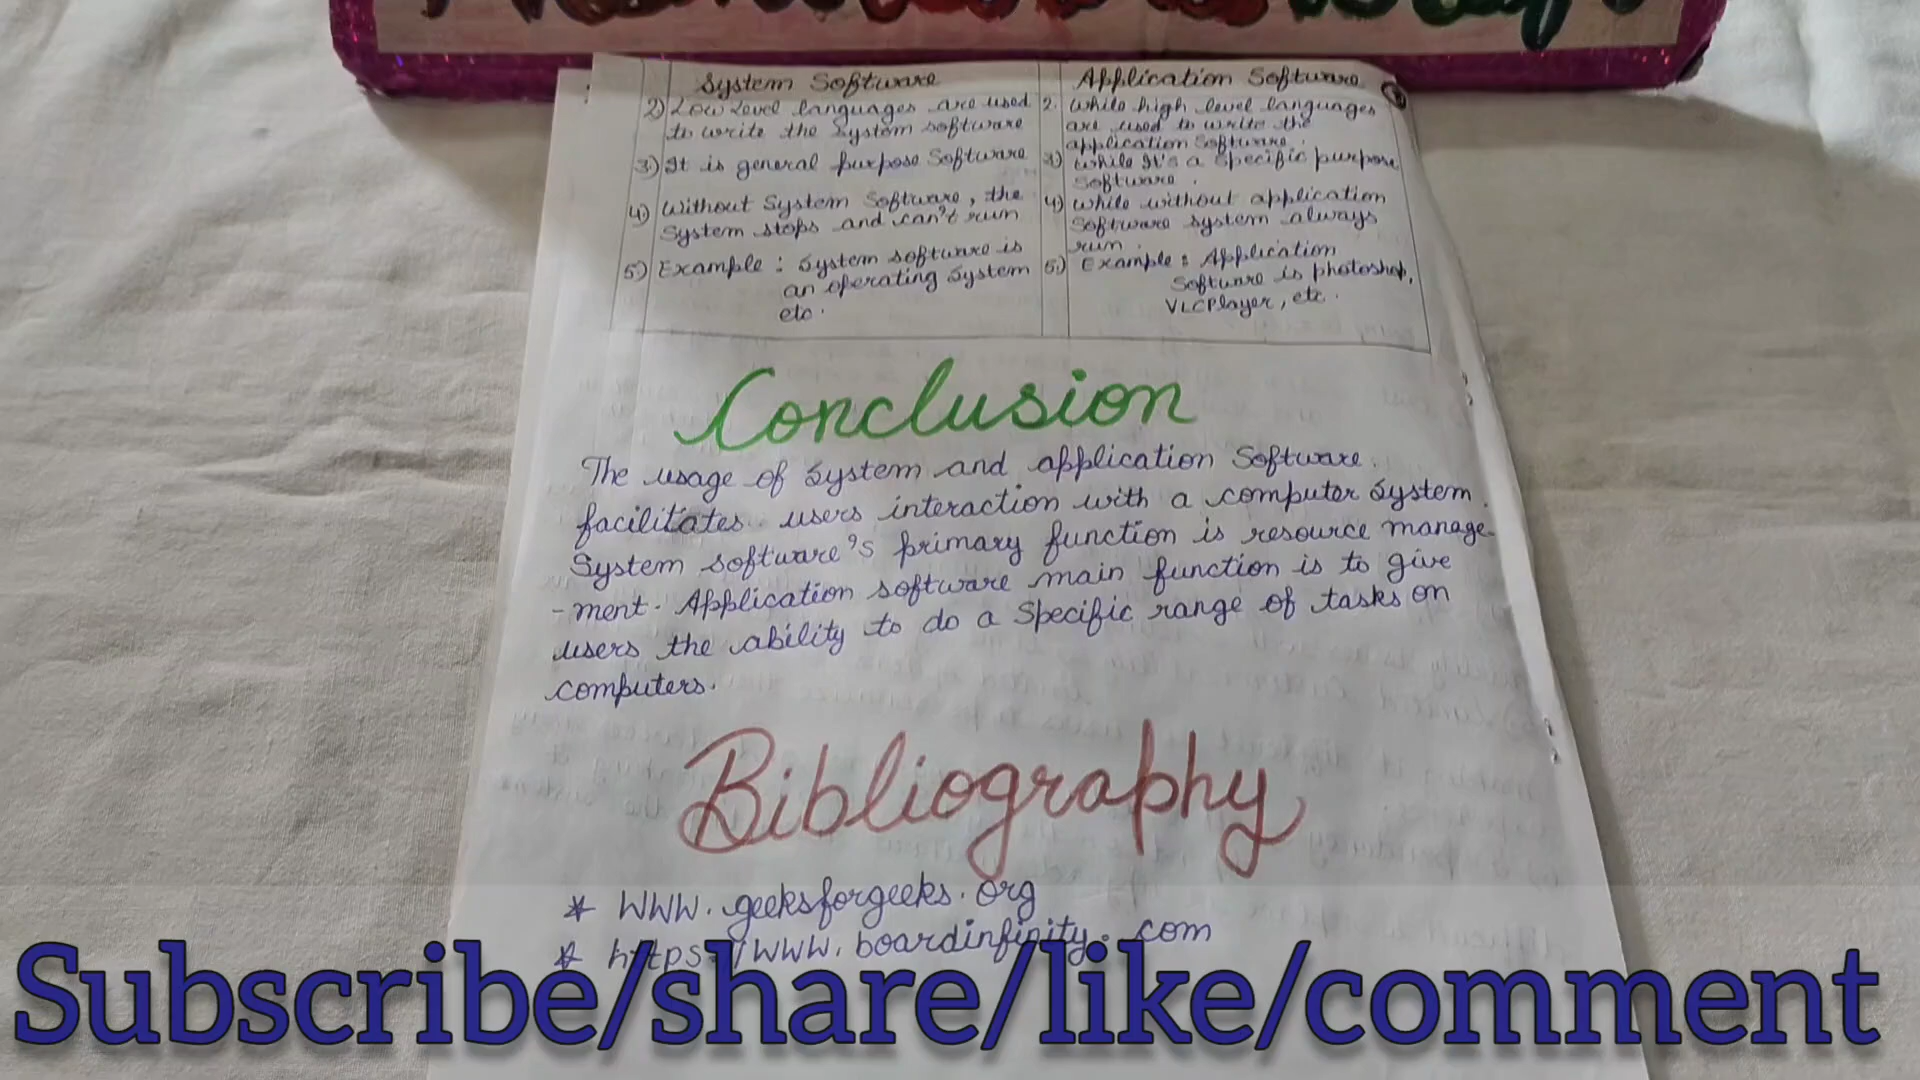 System Software
Application Software
2) Low Level languages are used
to write the System software
2. while high level languages
are used to write the
application Software.
3) It is general purpose Software
3) while It's a Specific purpose
Software.
4) Without System Software, the
System stops and can't run
4) while without application
Software system always
run.
5) Example : System software is
an operating System
etc.
5) Example : Application
Software is photoshop,
VLCPlayer, etc.
Conclusion
The usage of System and application Software
facilitates users interaction with a computer System.
System software's primary function is resource manage-
-ment. Application software main function is to give
users the ability to do a Specific range of tasks on
computers.
Bibliography
* WWW.geeksforgeeks.org
* https://WWW.boardinfinity.com
Subscribe/share/like/comment